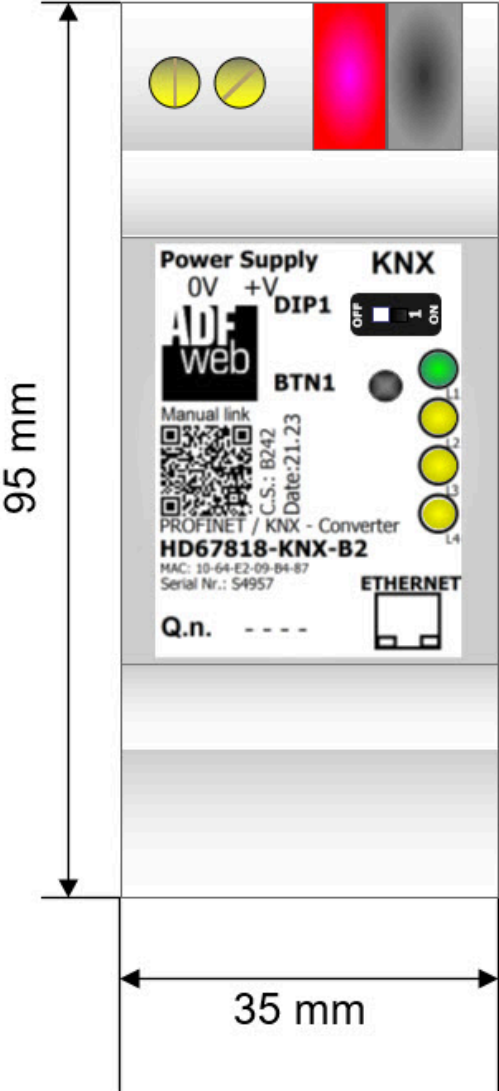 Power Supply
KNX
0V +V
DIP1
OFF 1 ON
ADF
web
BTN1
L1
L2
L3
L4
Manual link
C.S.: B242
Date:21.23
PROFINET / KNX - Converter
HD67818-KNX-B2
MAC: 10-64-E2-09-B4-87
Serial Nr.: S4957
ETHERNET
Q.n. - - - -
95 mm
35 mm